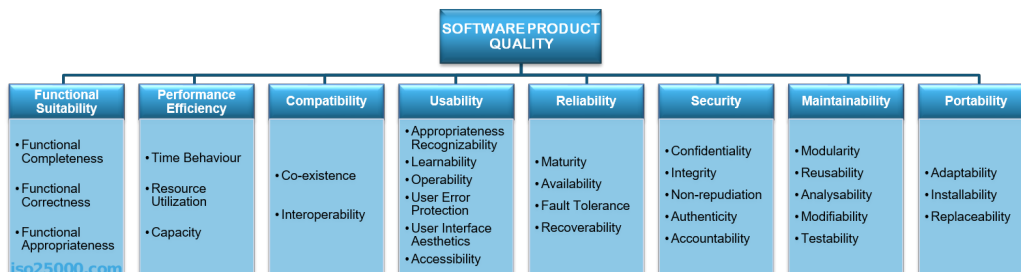 SOFTWARE PRODUCT
QUALITY
Functional
Suitability
• Functional
Completeness
• Functional
Correctness
• Functional
Appropriateness
Performance
Efficiency
• Time Behaviour
• Resource
Utilization
• Capacity
Compatibility
• Co-existence
• Interoperability
Usability
• Appropriateness
Recognizability
• Learnability
• Operability
• User Error
Protection
• User Interface
Aesthetics
• Accessibility
Reliability
• Maturity
• Availability
• Fault Tolerance
• Recoverability
Security
• Confidentiality
• Integrity
• Non-repudiation
• Authenticity
• Accountability
Maintainability
• Modularity
• Reusability
• Analysability
• Modifiability
• Testability
Portability
• Adaptability
• Installability
• Replaceability
iso25000.com